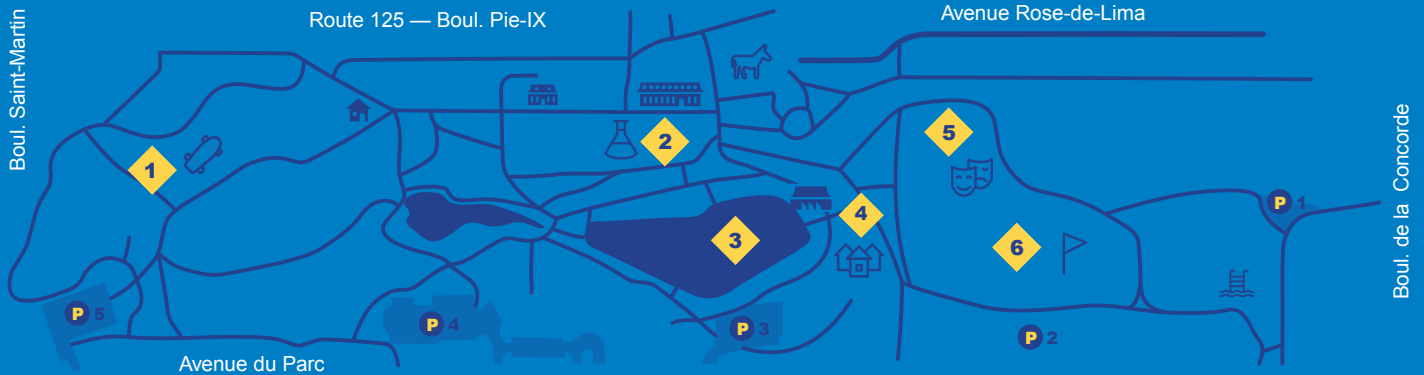 Route 125 — Boul. Pie-IX
Avenue Rose-de-Lima
Boul. Saint-Martin
Boul. de la Concorde
1
2
3
4
5
6
P 1
P 2
P 3
P 4
P 5
Avenue du Parc